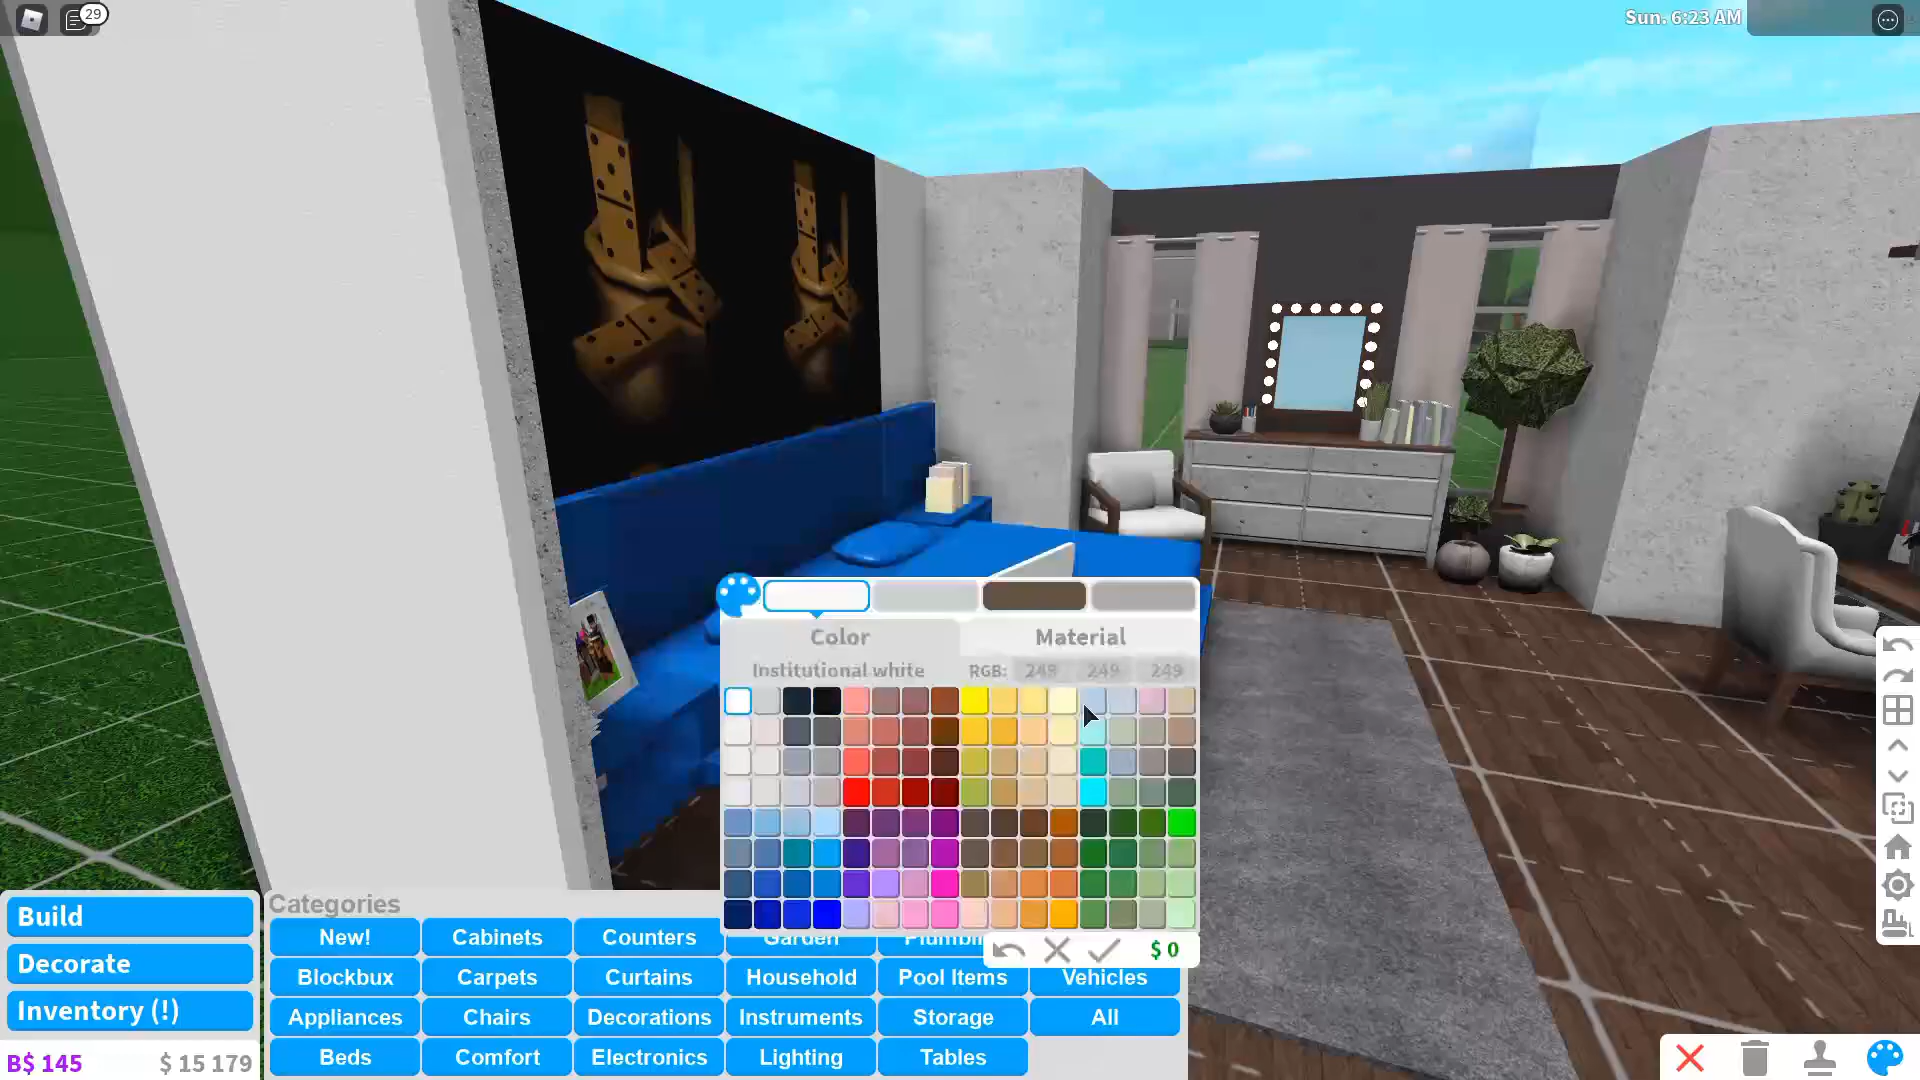 29
Sun. 6:23 AM
Color
Material
Institutional white
RGB: 249 249 249
$ 0
Build
Decorate
Inventory (!)
B$ 145
$ 15 179
Categories
New!
Cabinets
Counters
Garden
Blockbux
Carpets
Curtains
Household
Pool Items
Vehicles
Appliances
Chairs
Decorations
Instruments
Storage
All
Beds
Comfort
Electronics
Lighting
Tables